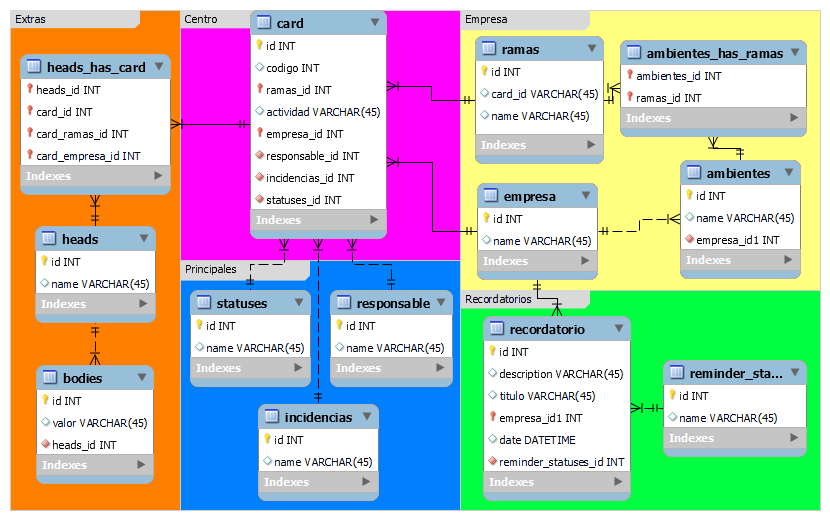 Extras
heads_has_card
heads_id INT
card_id INT
card_ramas_id INT
card_empresa_id INT
Indexes
heads
id INT
name VARCHAR(45)
Indexes
bodies
id INT
valor VARCHAR(45)
heads_id INT
Indexes
Centro
card
id INT
codigo INT
ramas_id INT
actividad VARCHAR(45)
empresa_id INT
responsable_id INT
incidencias_id INT
statuses_id INT
Indexes
Principales
statuses
id INT
name VARCHAR(45)
Indexes
responsable
id INT
name VARCHAR(45)
Indexes
incidencias
id INT
name VARCHAR(45)
Indexes
Empresa
ramas
id INT
card_id VARCHAR(45)
name VARCHAR(45)
Indexes
ambientes_has_ramas
ambientes_id INT
ramas_id INT
Indexes
empresa
id INT
name VARCHAR(45)
Indexes
ambientes
id INT
name VARCHAR(45)
empresa_id1 INT
Indexes
Recordatorios
recordatorio
id INT
description VARCHAR(45)
titulo VARCHAR(45)
empresa_id1 INT
date DATETIME
reminder_statuses_id INT
Indexes
reminder_sta...
id INT
name VARCHAR(45)
Indexes